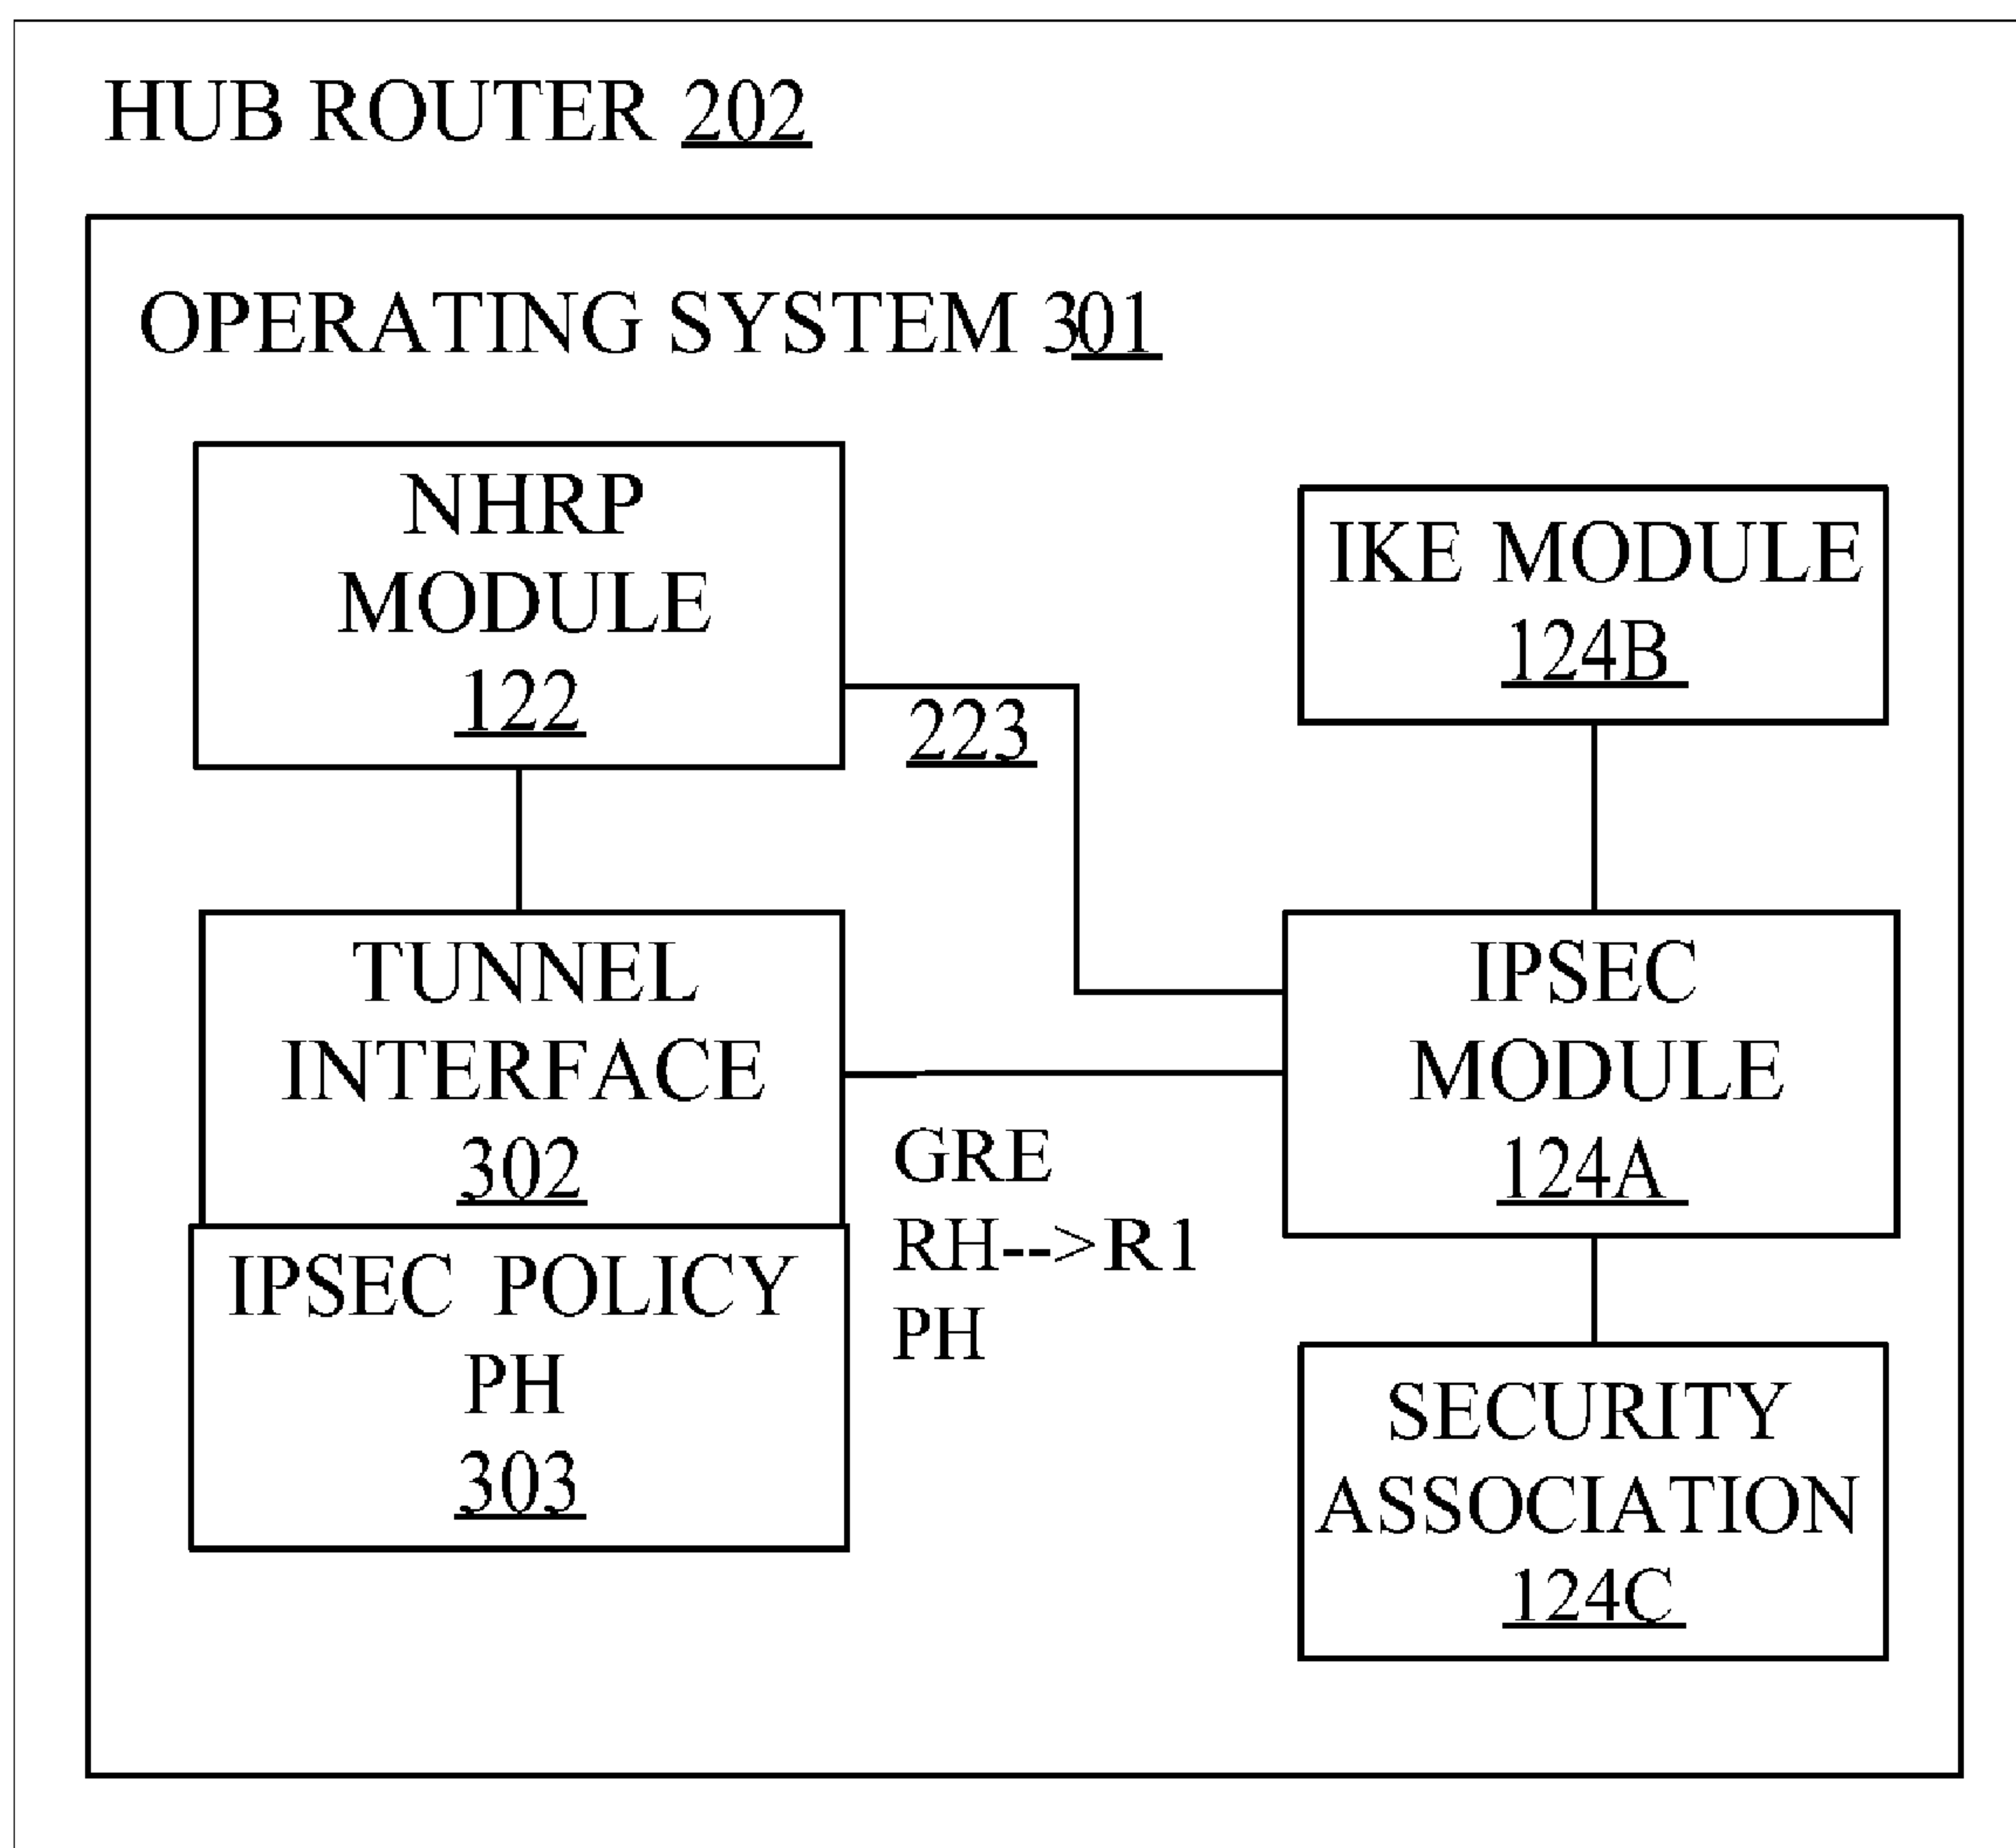 HUB ROUTER 202
OPERATING SYSTEM 301
NHRP
MODULE
122
223
IKE MODULE
124B
TUNNEL
INTERFACE
302
IPSEC
MODULE
124A
GRE
RH-->R1
PH
IPSEC POLICY
PH
303
SECURITY
ASSOCIATION
124C